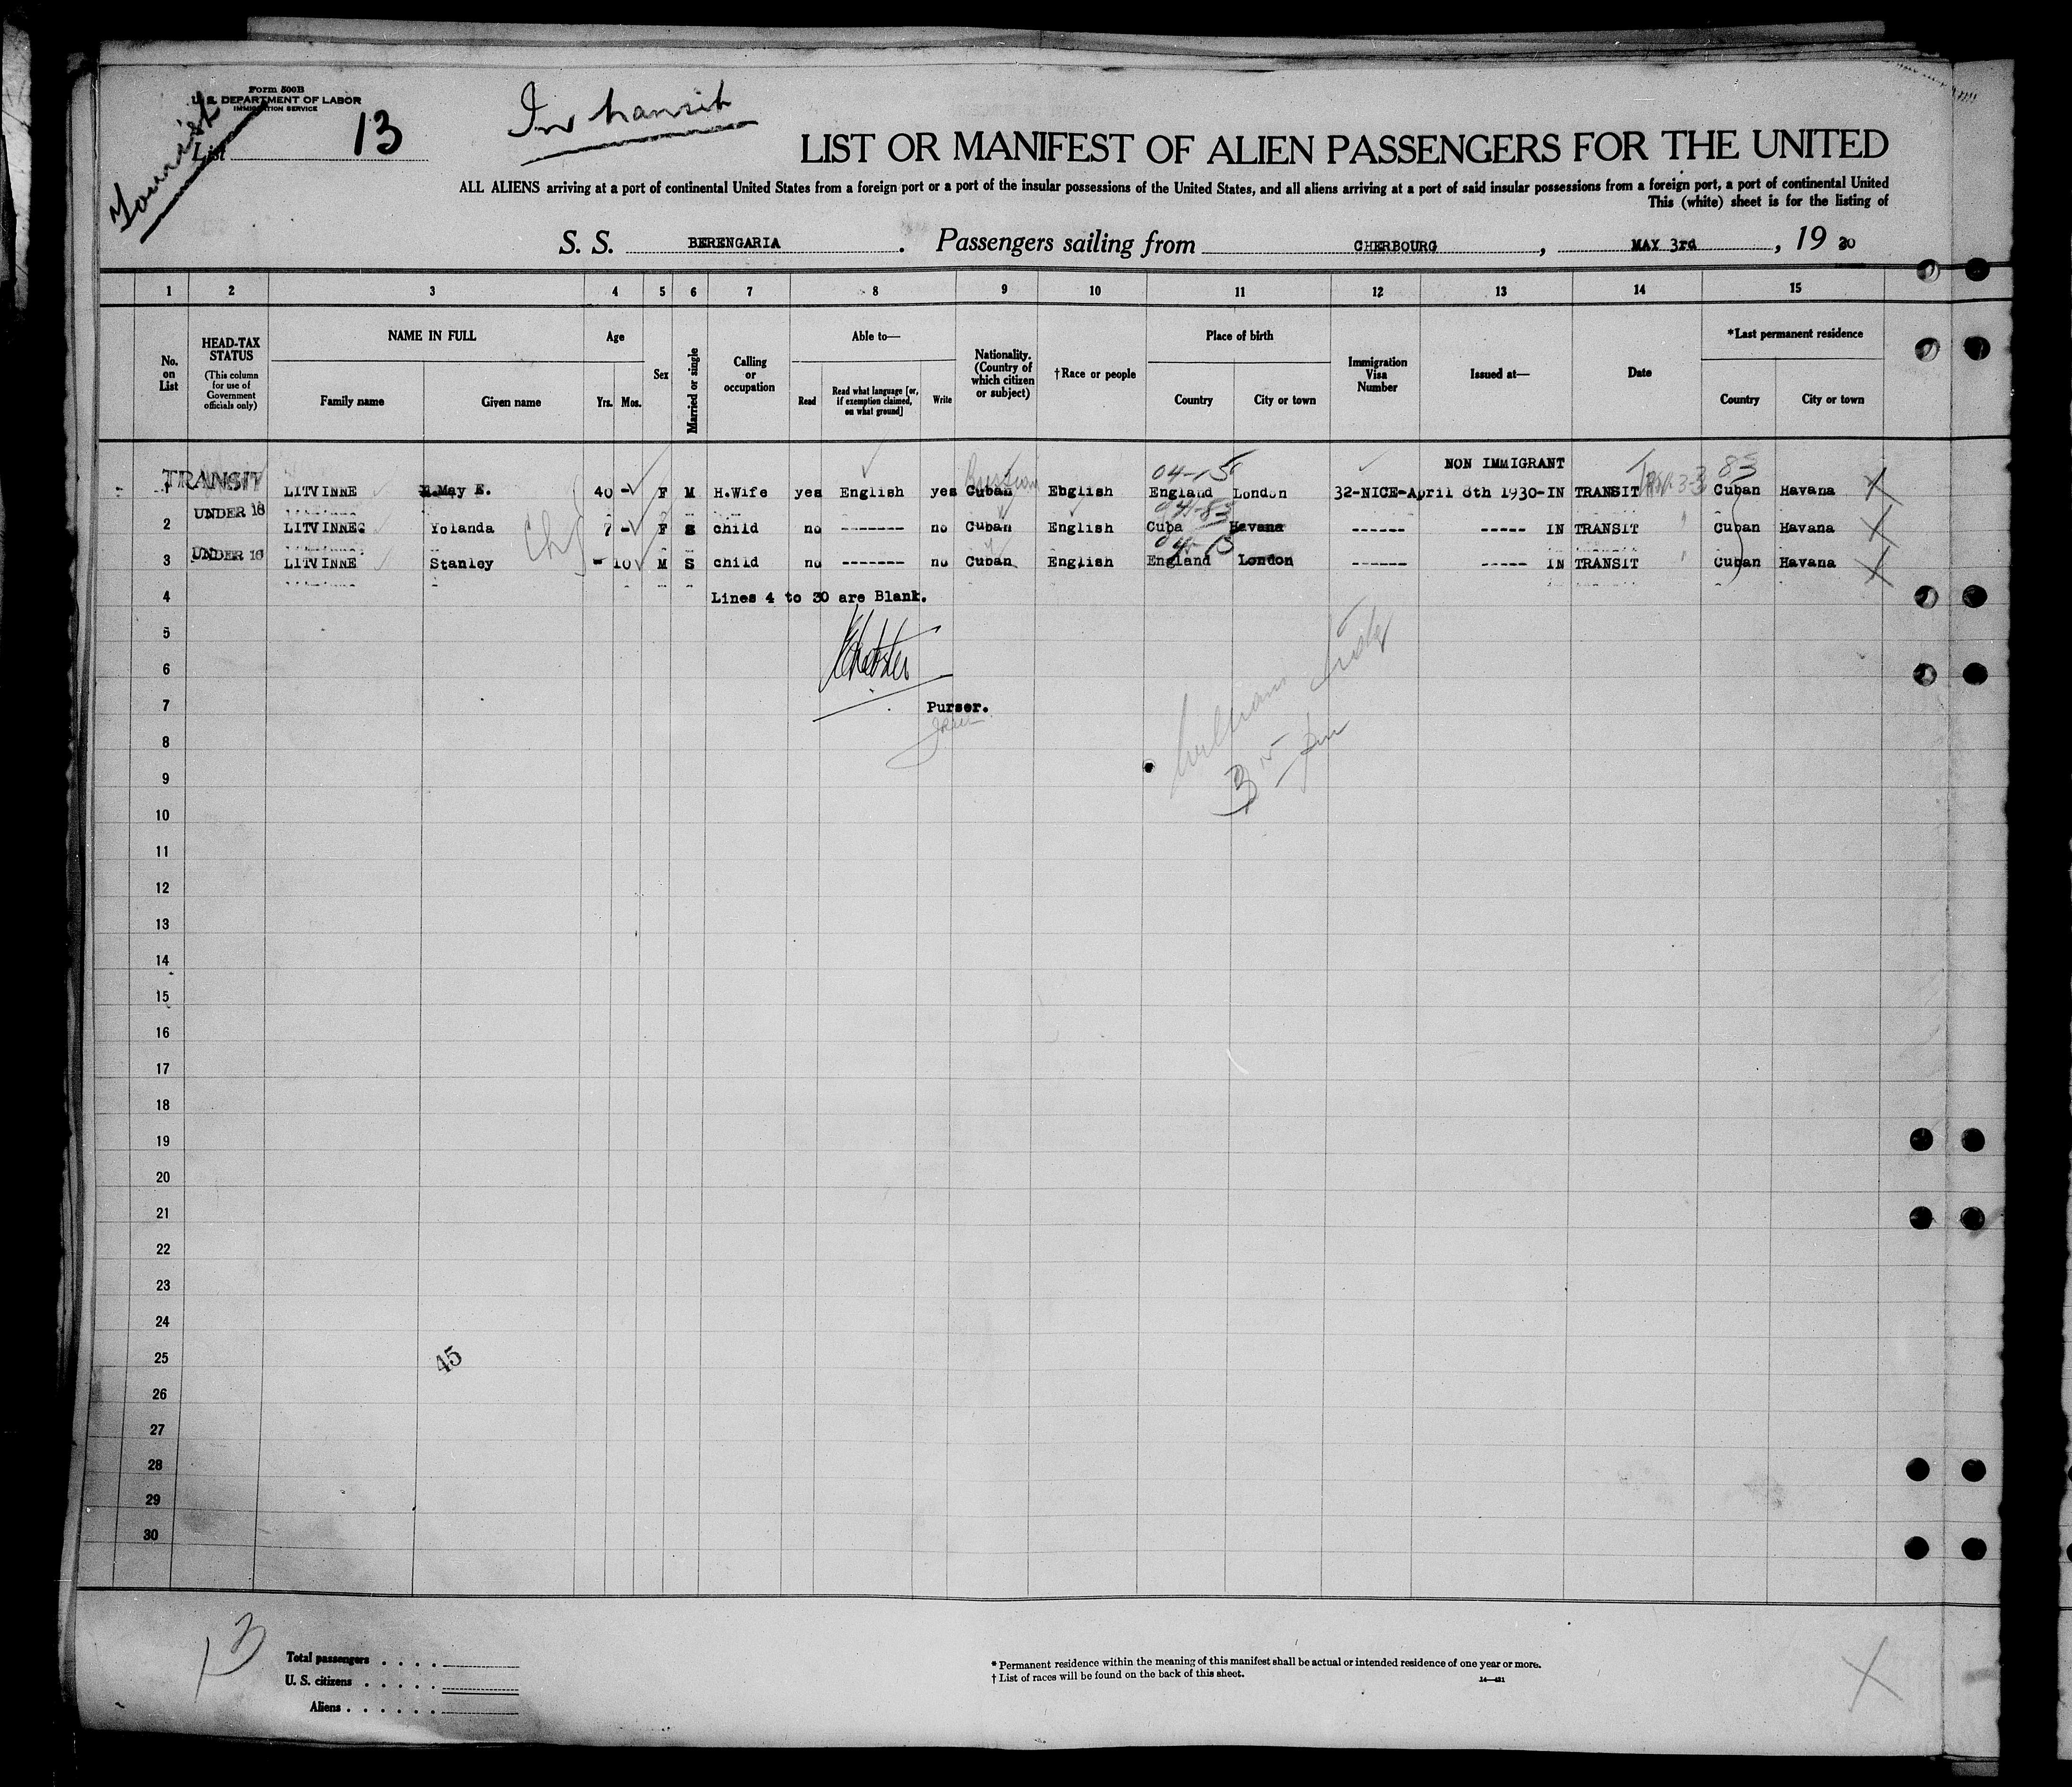 Form 500B
U. S. DEPARTMENT OF LABOR
IMMIGRATION SERVICE
Tourist
List 13
In transit
LIST OR MANIFEST OF ALIEN PASSENGERS FOR THE UNITED
ALL ALIENS arriving at a port of continental United States from a foreign port or a port of the insular possessions of the United States, and all aliens arriving at a port of said insular possessions from a foreign port, a port of continental United
This (white) sheet is for the listing of
S. S. BERENGARIA. Passengers sailing from CHERBOURG, MAY 3rd, 19 30
1 2 3 4 5 6 7 8 9 10 11 12 13 14 15
No. on List
HEAD-TAX STATUS (This column for use of Government officials only)
NAME IN FULL
Family name Given name
Age
Yrs. Mos.
Sex
Married or single
Calling or occupation
Able to—
Read
Read what language [or, if exemption claimed, on what ground]
Write
Nationality. (Country of which citizen or subject)
†Race or people
Place of birth
Country City or town
Immigration Visa Number
Issued at—
Date
*Last permanent residence
Country City or town
04-15 NON IMMIGRANT 83
1 TRANSIT LITVINNE May E. 40 - F M H.Wife yes English yes Cuban Ebglish England London 32-NICE-April 8th 1930-IN TRANSIT Cuban Havana
UNDER 18 04-83
2 LITVINNE Yolanda 7 - F S child no ------- no Cuban English Cuba Havana ------ ----- IN TRANSIT Cuban Havana
UNDER 16 04-15
3 LITVINNE Stanley - 10 M S child no ------- no Cuban English England London ------ ----- IN TRANSIT Cuban Havana
4 Lines 4 to 30 are Blank.
5
6
7 Purser.
8
9
10
11
12
13
14
15
16
17
18
19
20
21
22
23
24
25 45
26
27
28
29
30
13
Total passengers . . . .
U. S. citizens . . . . .
Aliens . . . . . .
* Permanent residence within the meaning of this manifest shall be actual or intended residence of one year or more.
† List of races will be found on the back of this sheet.